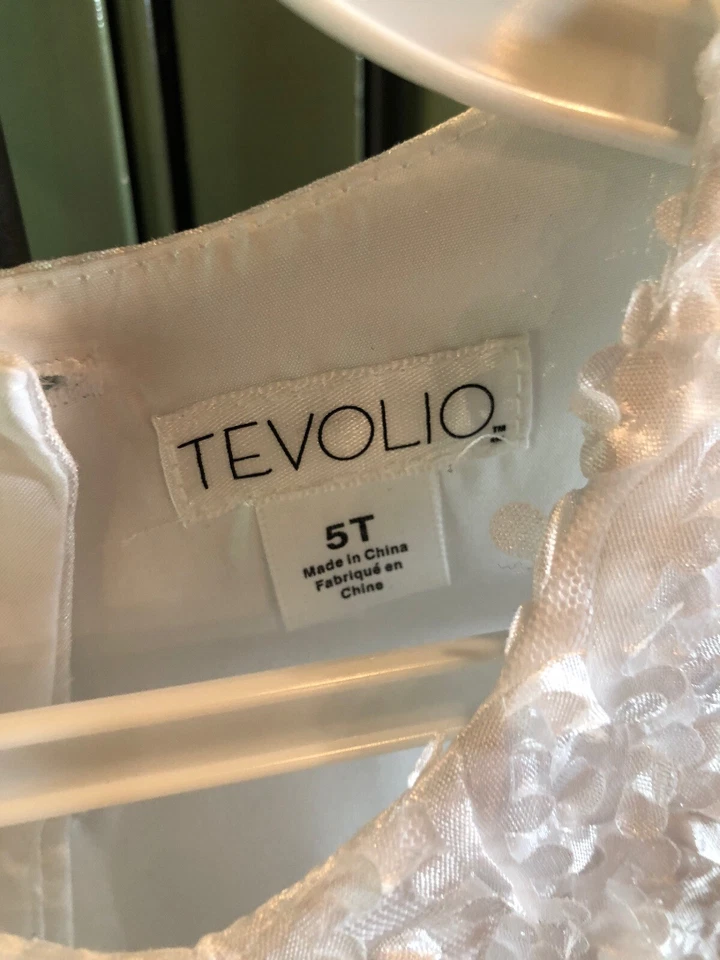 TEVOLIO™
5T
Made in China
Fabriqué en
Chine